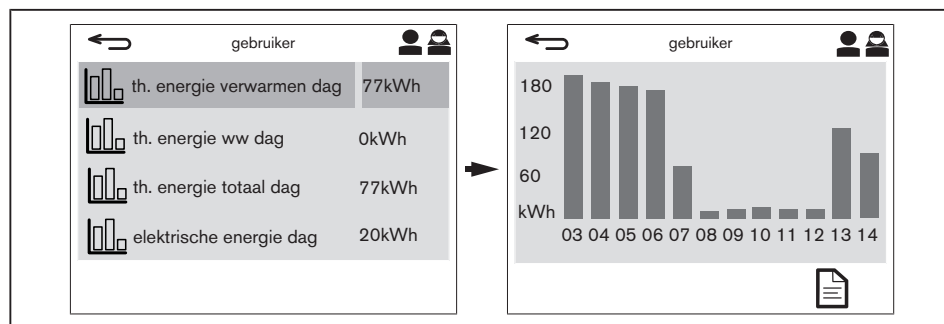 gebruiker
th. energie verwarmen dag 77kWh
th. energie ww dag 0kWh
th. energie totaal dag 77kWh
elektrische energie dag 20kWh
gebruiker
180
120
60
kWh
03 04 05 06 07 08 09 10 11 12 13 14